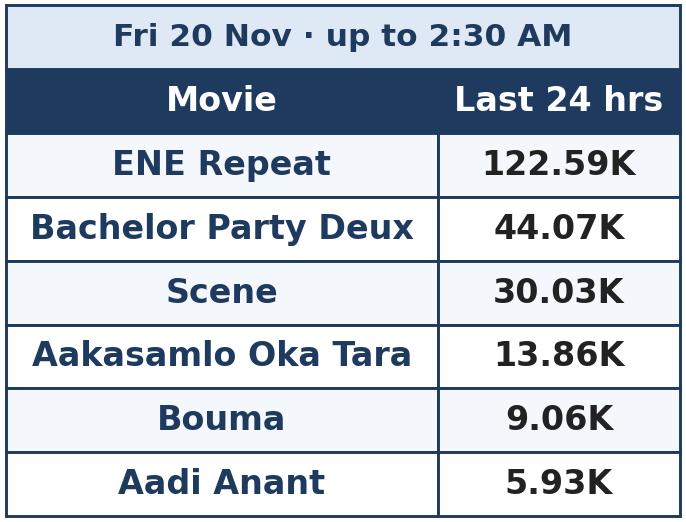 Fri 20 Nov · up to 2:30 AM
Movie Last 24 hrs
ENE Repeat 122.59K
Bachelor Party Deux 44.07K
Scene 30.03K
Aakasamlo Oka Tara 13.86K
Bouma 9.06K
Aadi Anant 5.93K